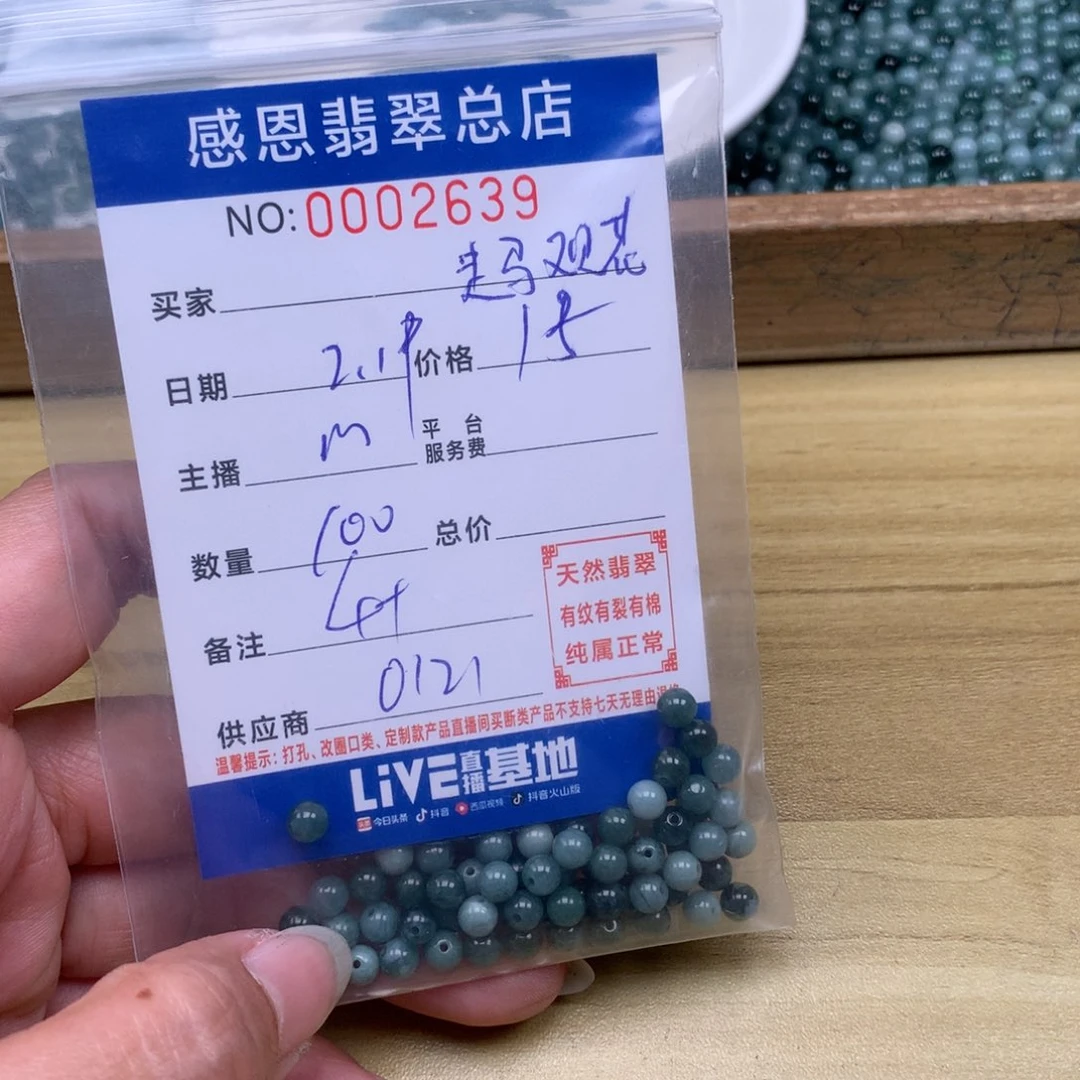 感恩翡翠总店
NO:0002639
买家 走马观花
日期 2.19 价格 15
主播 m 平台服务费
数量 100 总价
备注 4+
供应商 0121
天然翡翠
有纹有裂有棉
纯属正常
温馨提示:打孔、改圈口类、定制款产品直播间买断类产品不支持七天无理由退换
LiVE直播基地
今日头条 抖音 西瓜视频 抖音火山版